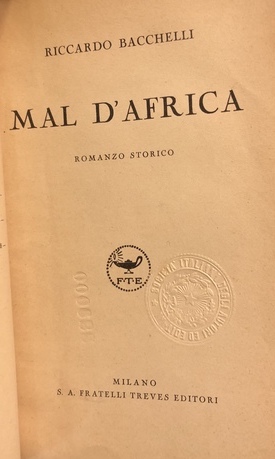 RICCARDO BACCHELLI
MAL D'AFRICA
ROMANZO STORICO
F·T·E
MILANO
S. A. FRATELLI TREVES EDITORI